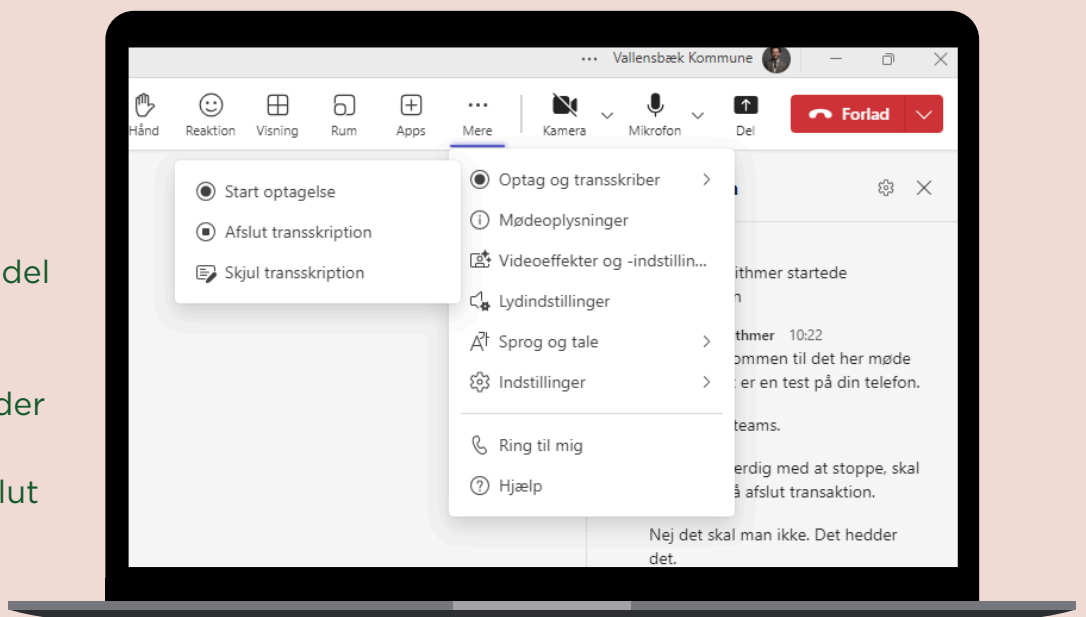 del
der
lut
... Vallensbæk Kommune
Hånd Reaktion Visning Rum Apps Mere Kamera Mikrofon Del Forlad
Start optagelse
Afslut transskription
Skjul transskription
Optag og transskriber
Mødeoplysninger
Videoeffekter og -indstillin...
Lydindstillinger
Sprog og tale
Indstillinger
Ring til mig
Hjælp
ithmer startede
thmer 10:22
ommen til det her møde
er en test på din telefon.
teams.
erdig med at stoppe, skal
å afslut transaktion.
Nej det skal man ikke. Det hedder
det.